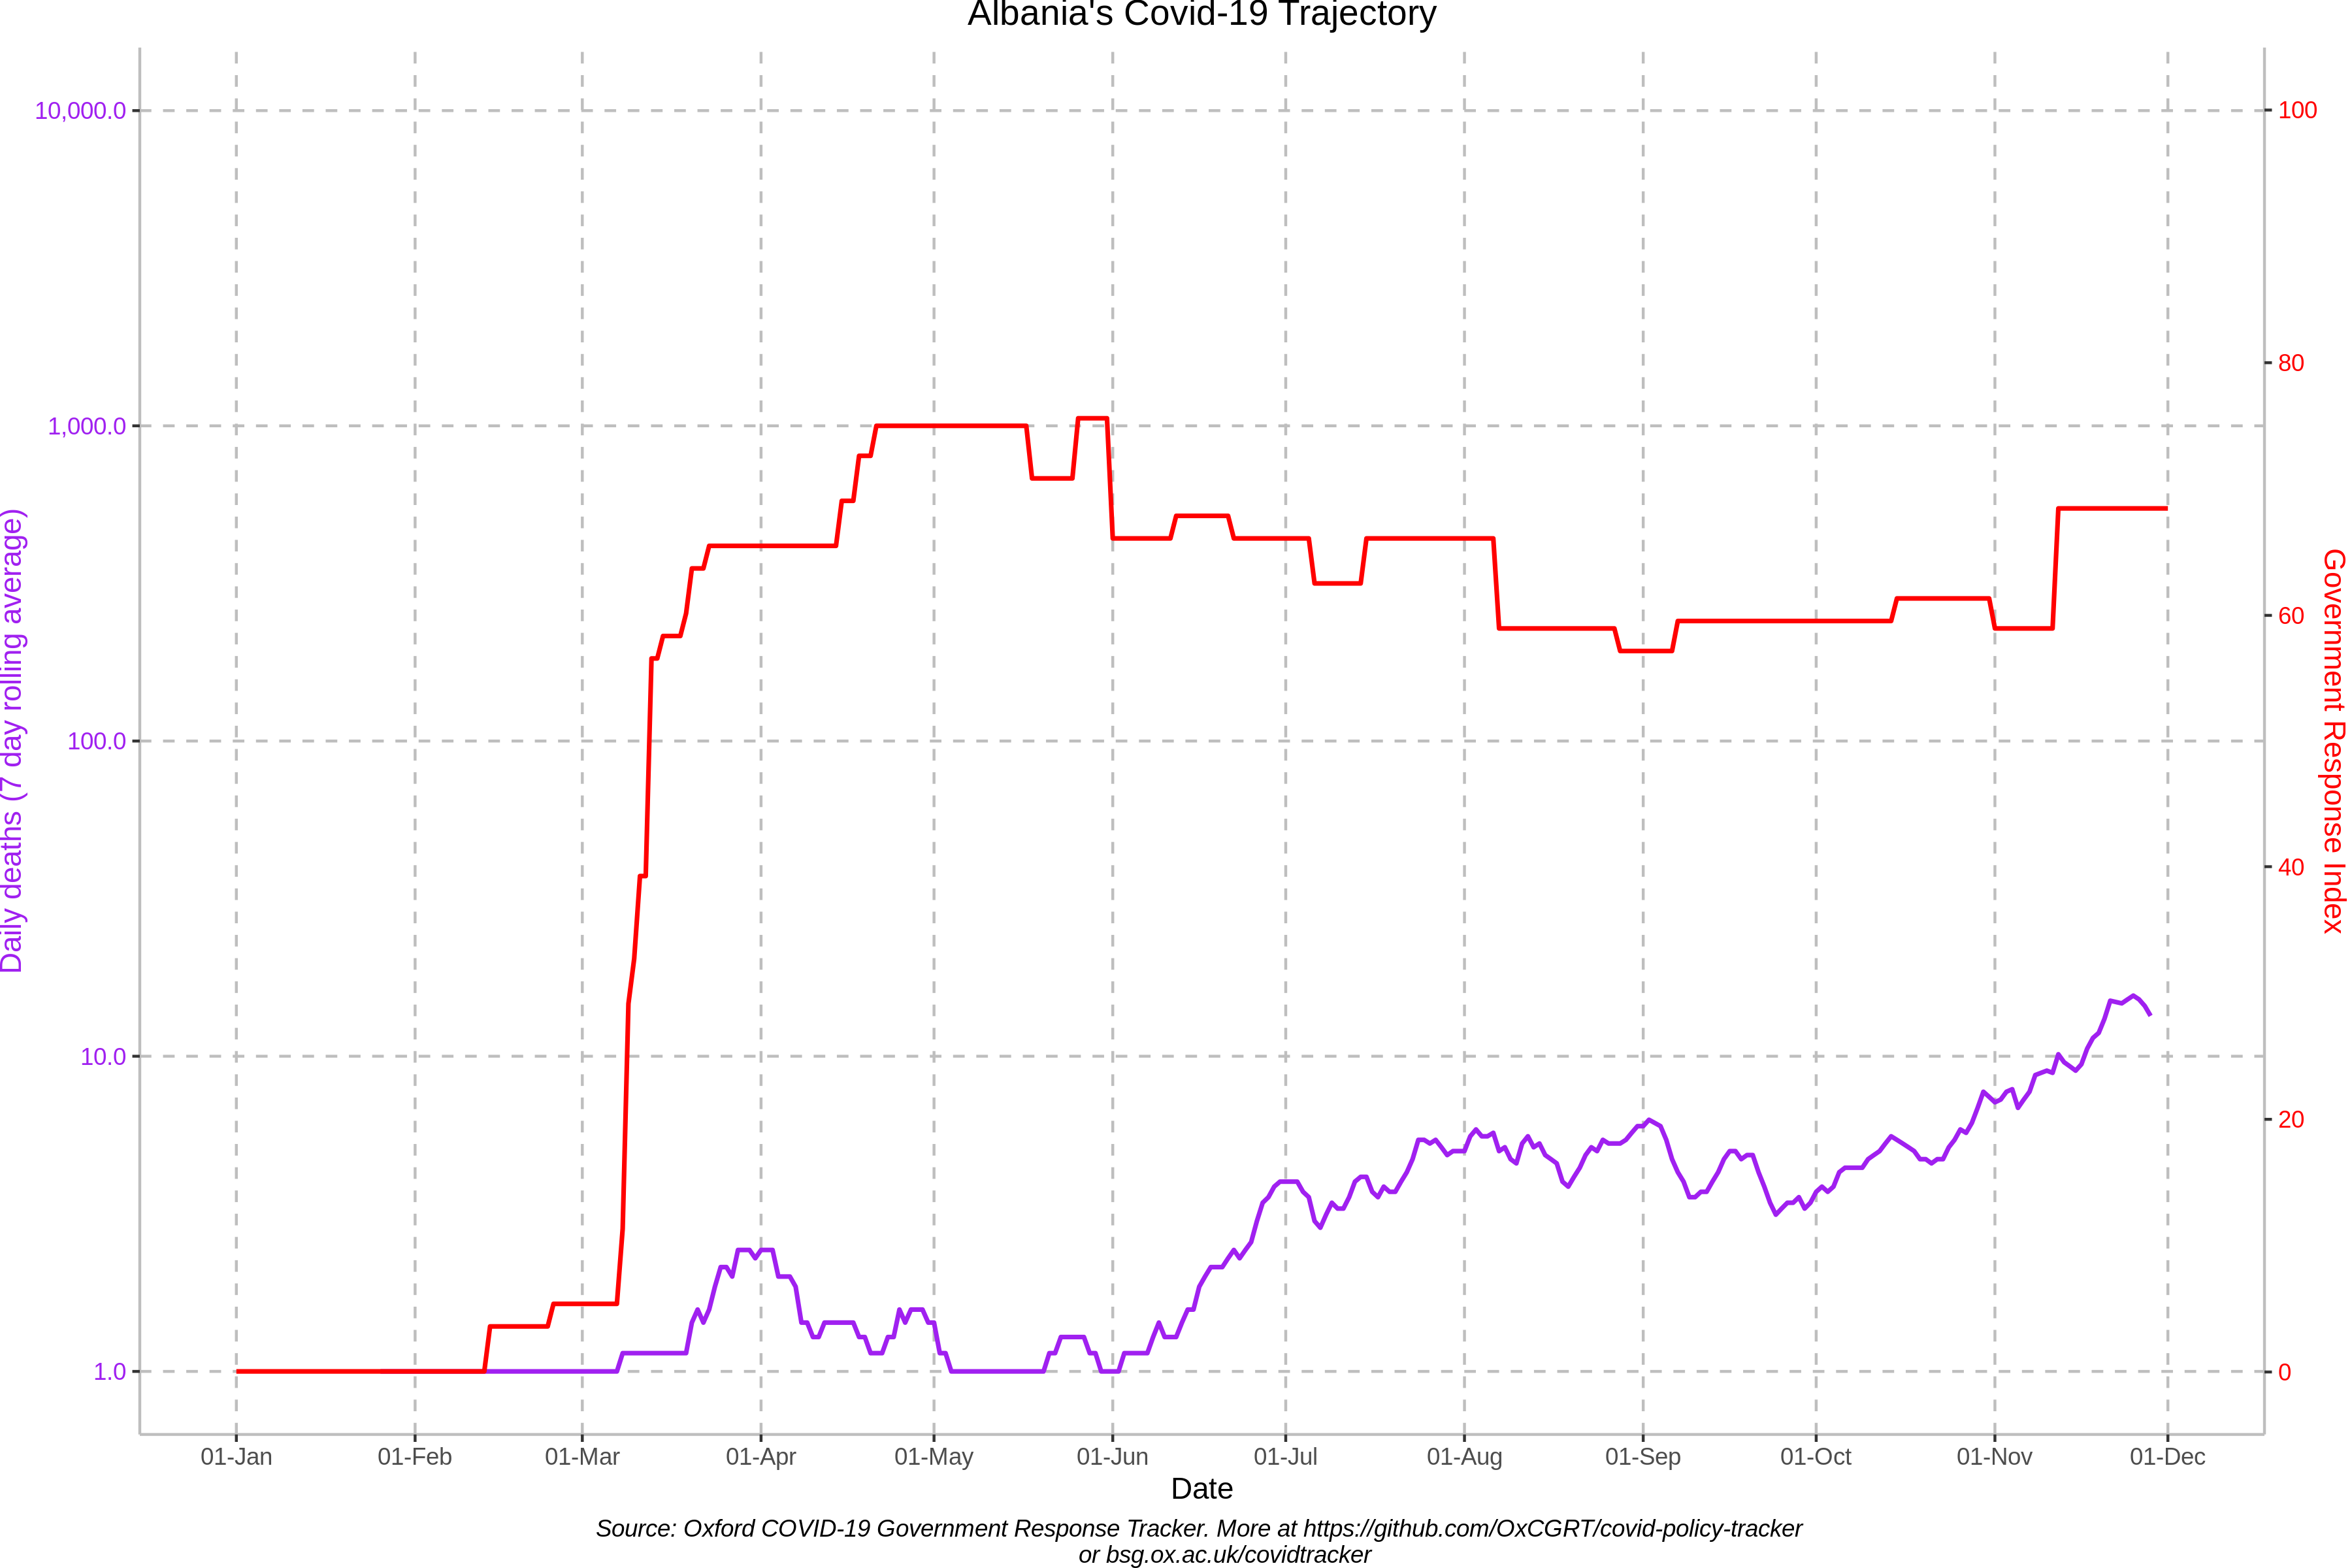 Albania's Covid-19 Trajectory
10,000.0
1,000.0
100.0
10.0
1.0
Daily deaths (7 day rolling average)
100
80
60
40
20
0
Government Response Index
01-Jan
01-Feb
01-Mar
01-Apr
01-May
01-Jun
01-Jul
01-Aug
01-Sep
01-Oct
01-Nov
01-Dec
Date
Source: Oxford COVID-19 Government Response Tracker. More at https://github.com/OxCGRT/covid-policy-tracker
or bsg.ox.ac.uk/covidtracker